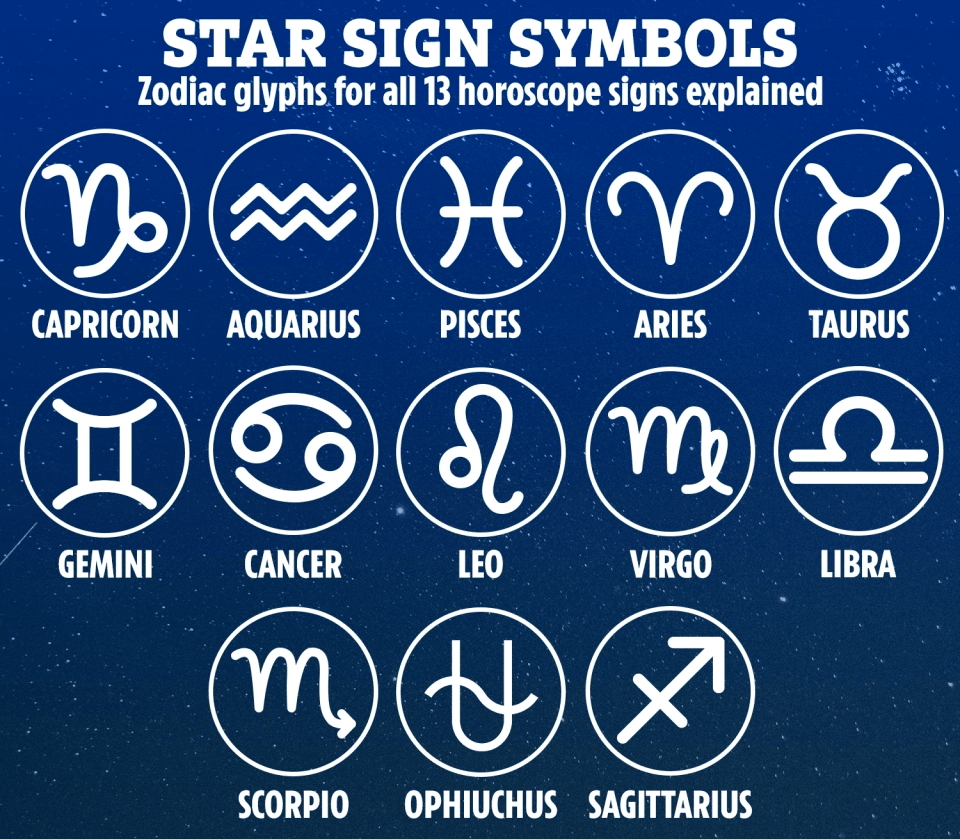 STAR SIGN SYMBOLS
Zodiac glyphs for all 13 horoscope signs explained
CAPRICORN AQUARIUS PISCES ARIES TAURUS
GEMINI CANCER LEO VIRGO LIBRA
SCORPIO OPHIUCHUS SAGITTARIUS